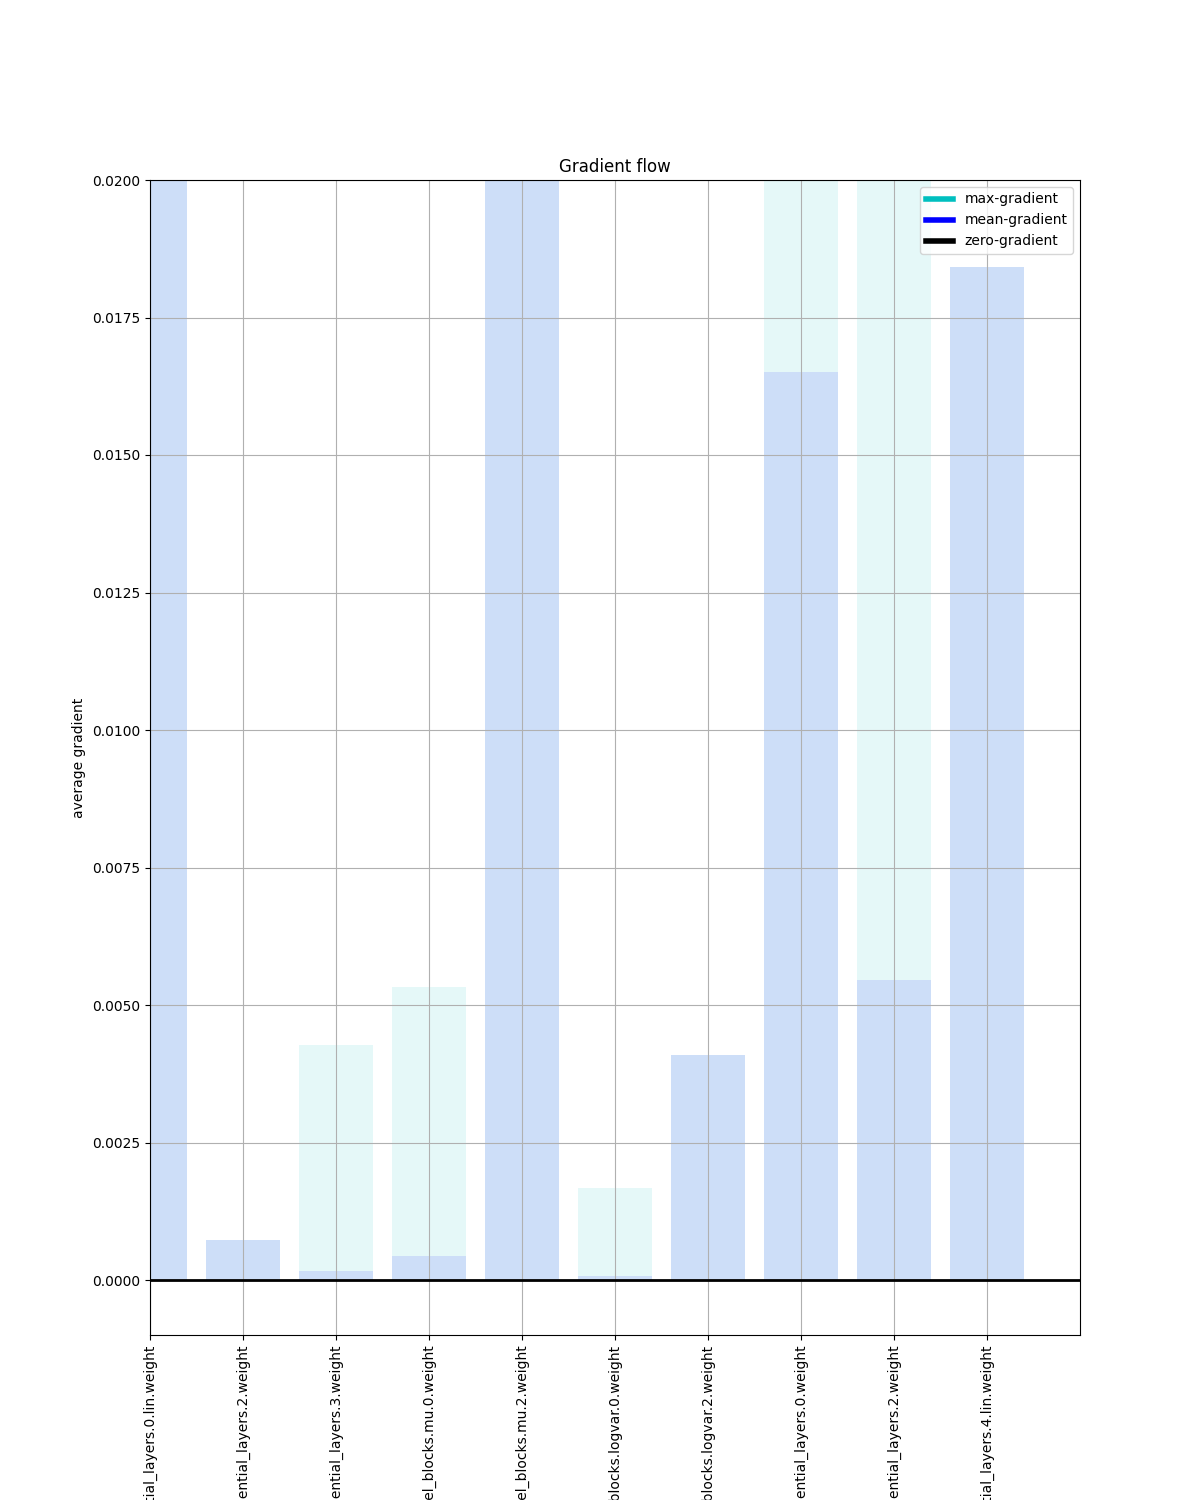 Gradient flow
max-gradient
mean-gradient
zero-gradient
average gradient
0.0200
0.0175
0.0150
0.0125
0.0100
0.0075
0.0050
0.0025
0.0000
tial_layers.0.lin.weight
ential_layers.2.weight
ential_layers.3.weight
el_blocks.mu.0.weight
el_blocks.mu.2.weight
blocks.logvar.0.weight
blocks.logvar.2.weight
ential_layers.0.weight
ential_layers.2.weight
tial_layers.4.lin.weight